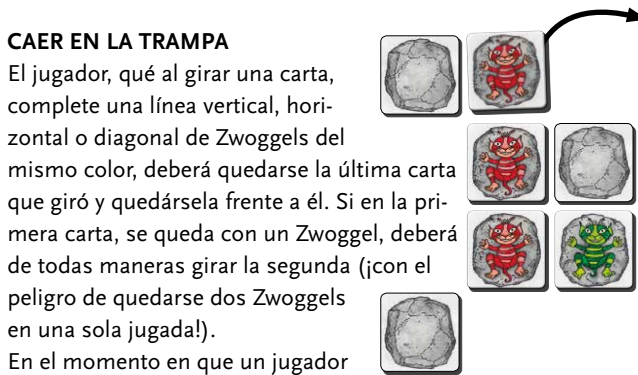 CAER EN LA TRAMPA
El jugador, qué al girar una carta,
complete una línea vertical, hori-
zontal o diagonal de Zwoggels del
mismo color, deberá quedarse la última carta
que giró y quedársela frente a él. Si en la pri-
mera carta, se queda con un Zwoggel, deberá
de todas maneras girar la segunda (¡con el
peligro de quedarse dos Zwoggels
en una sola jugada!).
En el momento en que un jugador